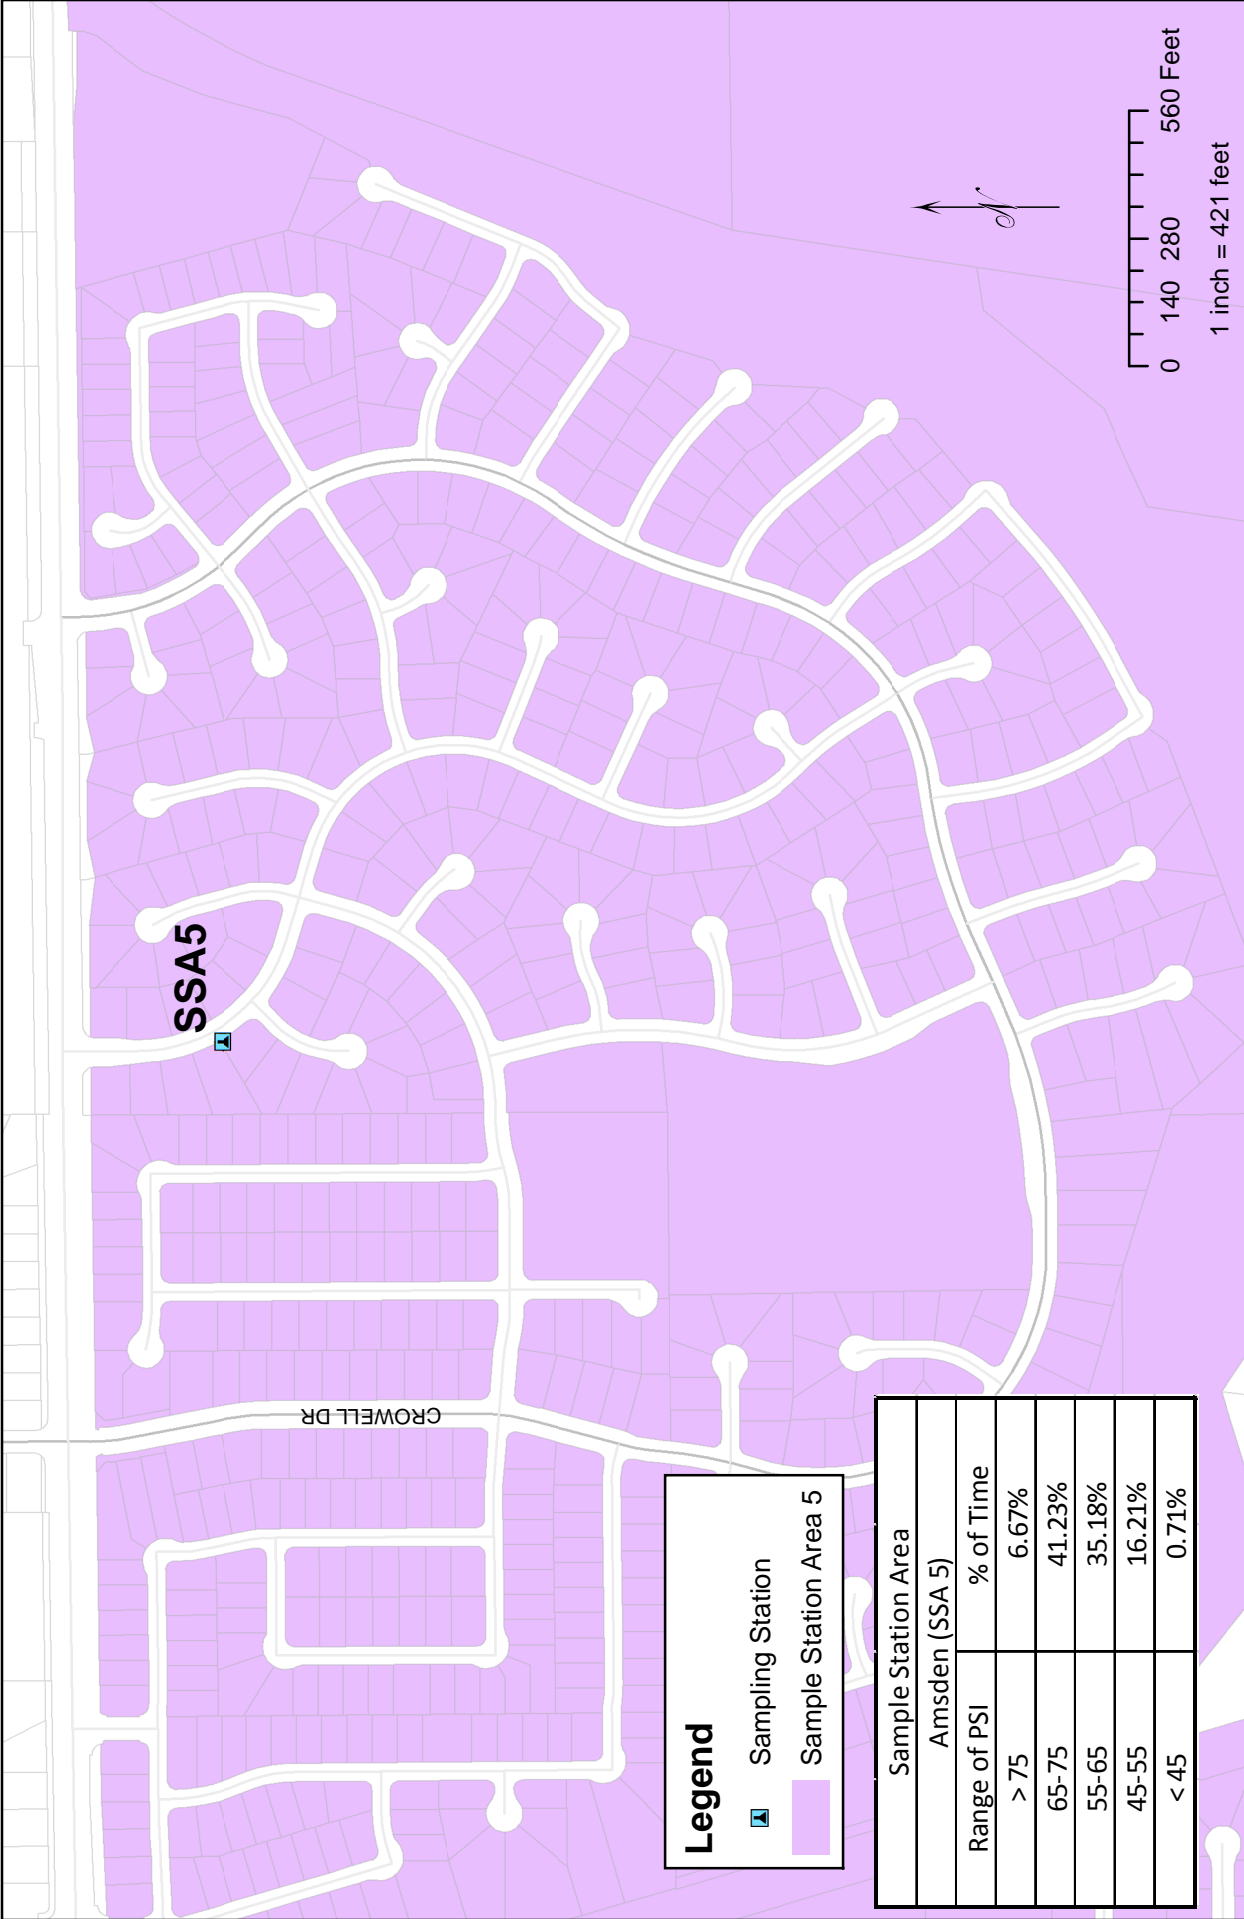 SSA5
CROWELL DR
Legend
Sampling Station
Sample Station Area 5
Sample Station Area
Amsden (SSA 5)
Range of PSI % of Time
> 75 6.67%
65-75 41.23%
55-65 35.18%
45-55 16.21%
< 45 0.71%
N
0 140 280 560 Feet
1 inch = 421 feet